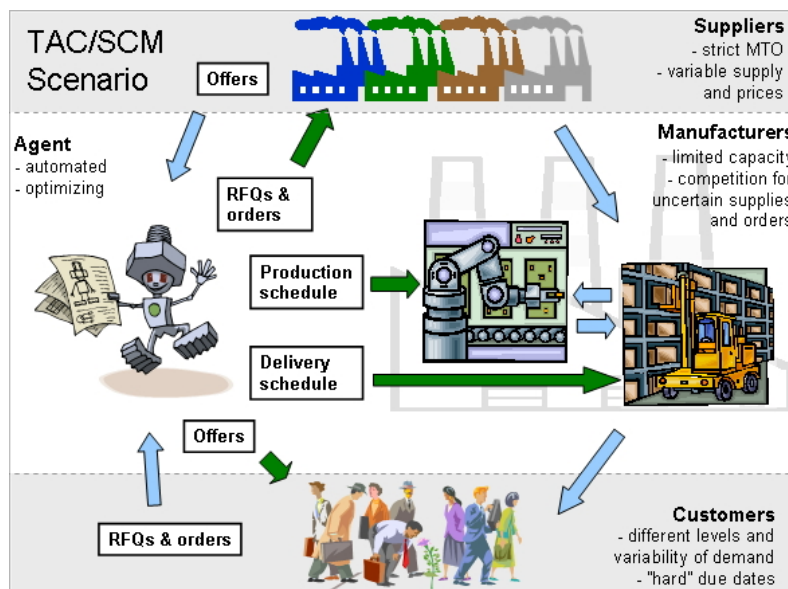 TAC/SCM
Scenario
Offers
Suppliers
- strict MTO
- variable supply
and prices
Agent
- automated
- optimizing
RFQs &
orders
Manufacturers
- limited capacity
- competition for
uncertain supplies
and orders
Production
schedule
Delivery
schedule
Offers
RFQs & orders
Customers
- different levels and
variability of demand
- "hard" due dates